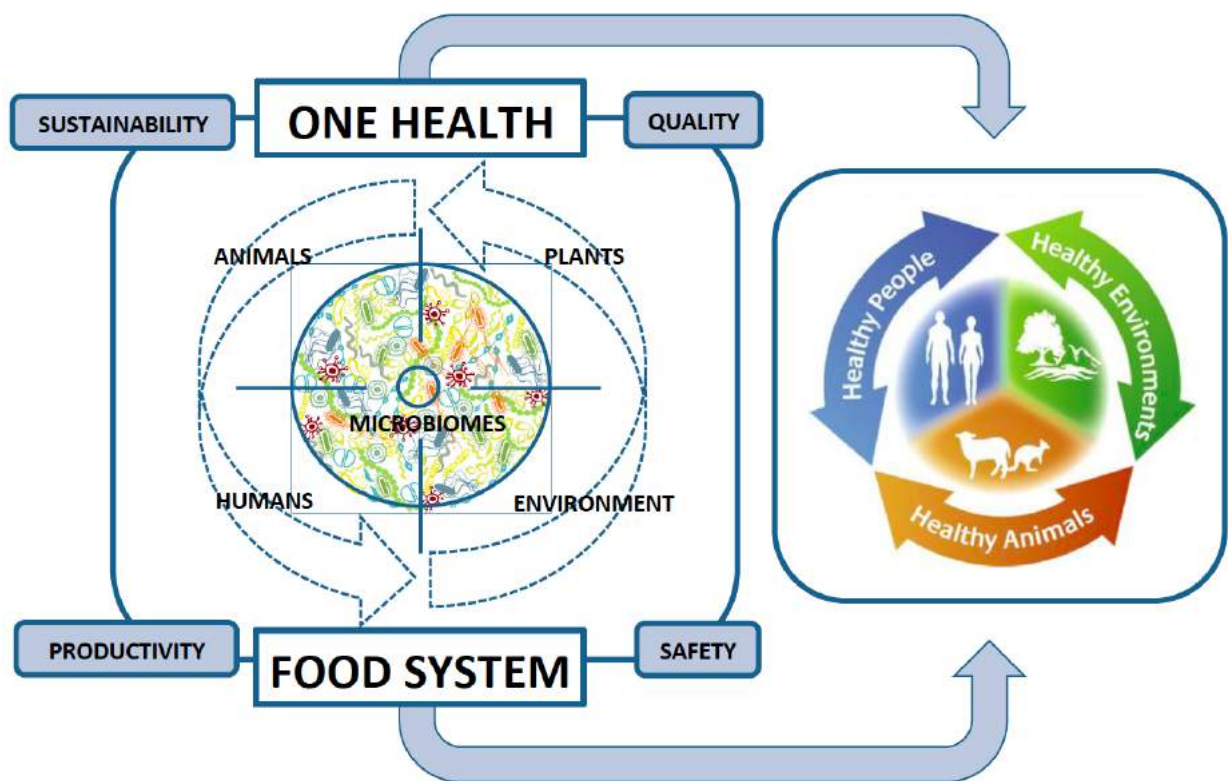 ONE HEALTH
SUSTAINABILITY
QUALITY
ANIMALS
PLANTS
MICROBIOMES
HUMANS
ENVIRONMENT
PRODUCTIVITY
SAFETY
FOOD SYSTEM
Healthy People
Healthy Environments
Healthy Animals